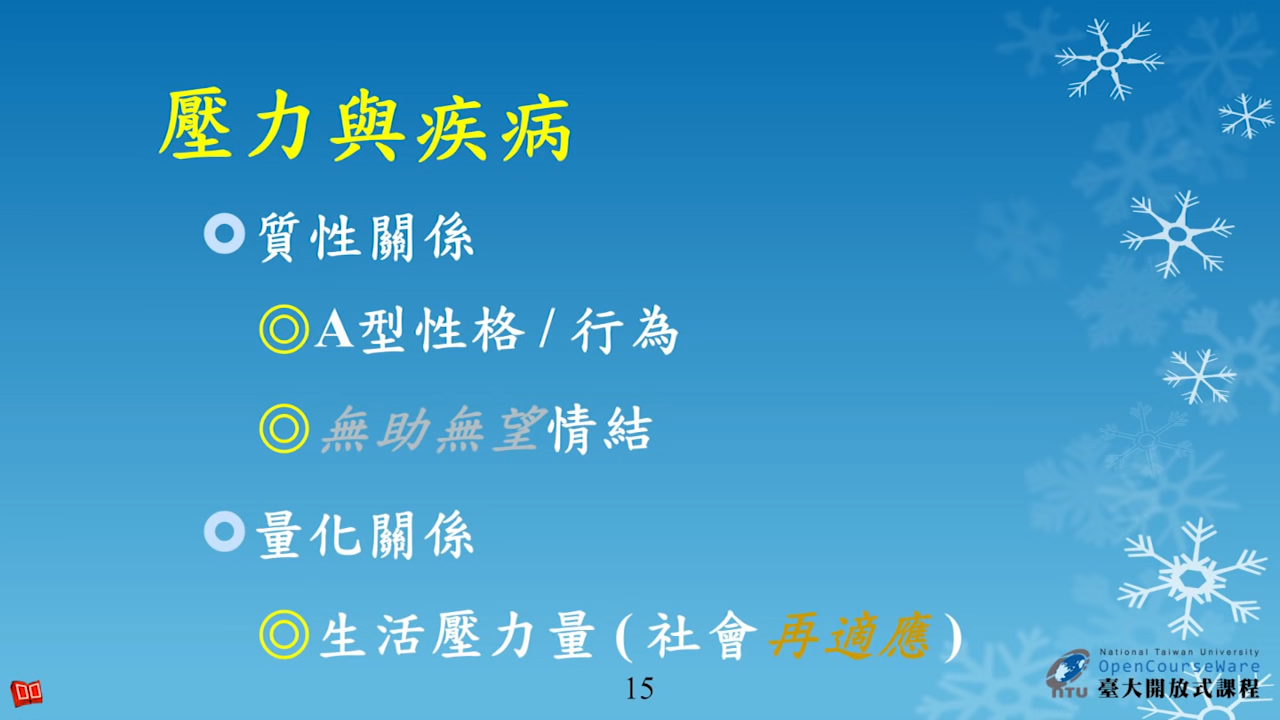 壓力與疾病
質性關係
◎A型性格/行為
◎無助無望情結
量化關係
◎生活壓力量(社會再適應)
15
National Taiwan University
OpenCourseWare
NTU 臺大開放式課程